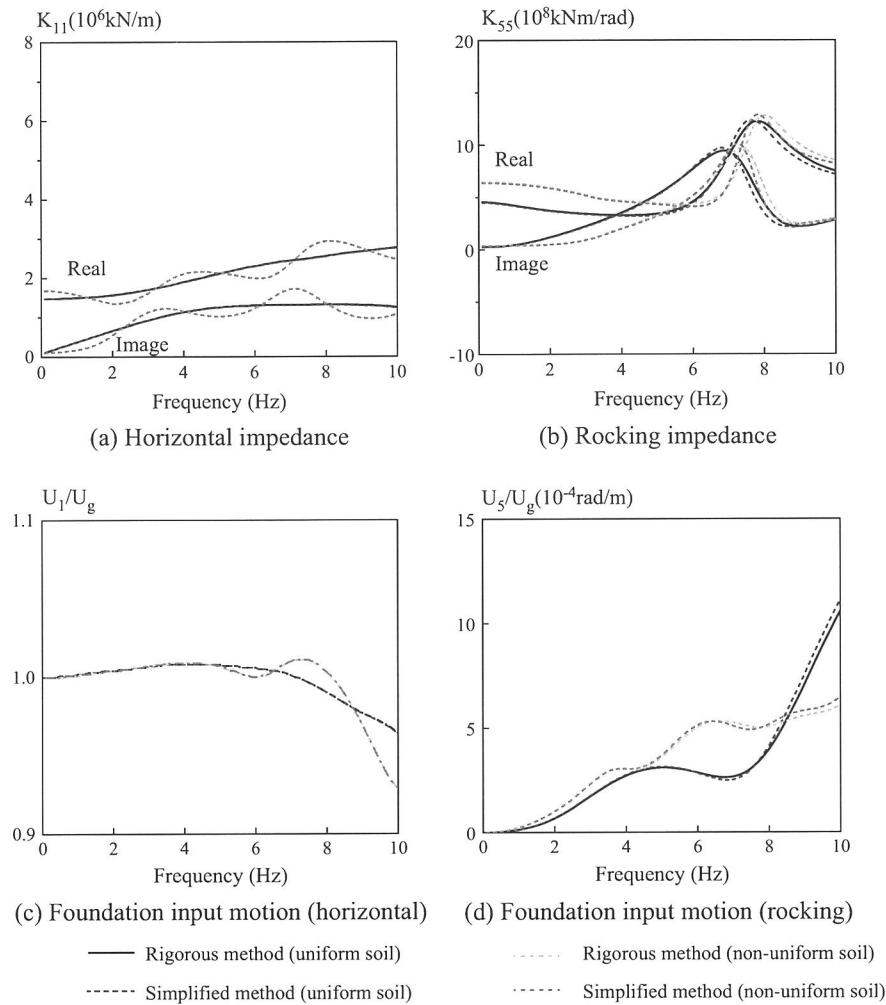 K11(10^6kN/m)
8
6
4
2
0
Real
Image
0 2 4 6 8 10
Frequency (Hz)
(a) Horizontal impedance
K55(10^8kNm/rad)
20
10
0
-10
Real
Image
0 2 4 6 8 10
Frequency (Hz)
(b) Rocking impedance
U1/Ug
1.1
1.0
0.9
0 2 4 6 8 10
Frequency (Hz)
(c) Foundation input motion (horizontal)
U5/Ug(10^-4rad/m)
15
10
5
0
0 2 4 6 8 10
Frequency (Hz)
(d) Foundation input motion (rocking)
Rigorous method (uniform soil)
Simplified method (uniform soil)
Rigorous method (non-uniform soil)
Simplified method (non-uniform soil)